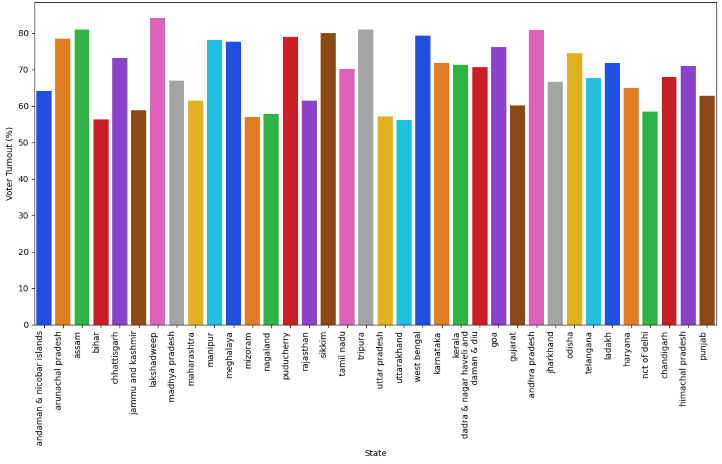 Voter Turnout (%)
80
70
60
50
40
30
20
10
0
andaman & nicobar islands
arunachal pradesh
assam
bihar
chhattisgarh
jammu and kashmir
lakshadweep
madhya pradesh
maharashtra
manipur
meghalaya
mizoram
nagaland
puducherry
rajasthan
sikkim
tamil nadu
tripura
uttar pradesh
uttarakhand
west bengal
karnataka
kerala
dadra & nagar haveli and
daman & diu
goa
gujarat
andhra pradesh
jharkhand
odisha
telangana
ladakh
haryana
nct of delhi
chandigarh
himachal pradesh
punjab
State